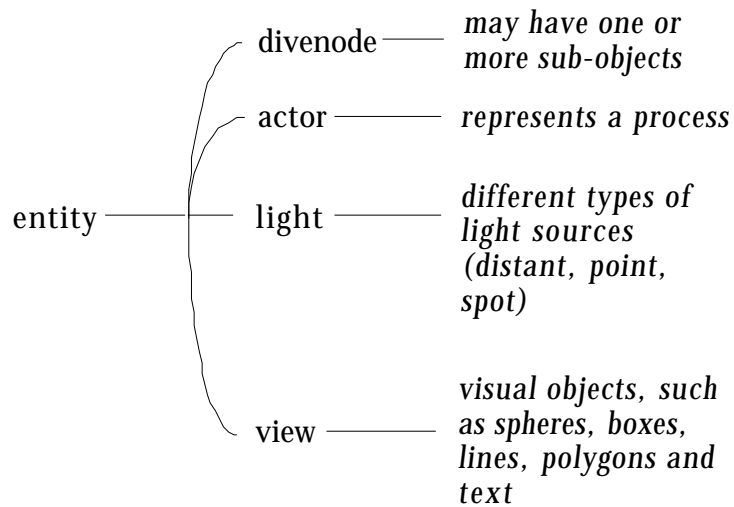 divenode
may have one or
more sub-objects
actor
represents a process
entity
light
different types of
light sources
(distant, point,
spot)
view
visual objects, such
as spheres, boxes,
lines, polygons and
text